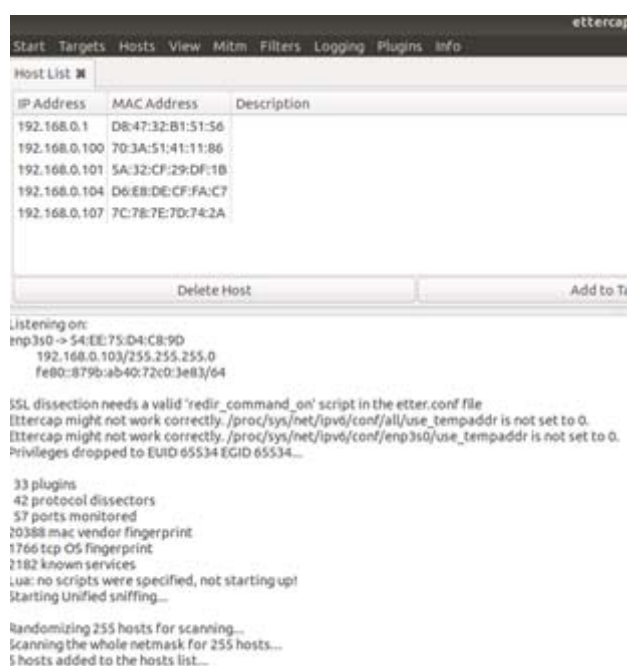 ettercap
Start Targets Hosts View Mitm Filters Logging Plugins Info
Host List ✖
IP Address MAC Address Description
192.168.0.1 D8:47:32:B1:51:56
192.168.0.100 70:3A:51:41:11:86
192.168.0.101 5A:32:CF:29:DF:1B
192.168.0.104 D6:E8:DE:CF:FA:C7
192.168.0.107 7C:78:7E:7D:74:2A
Delete Host Add to Ta
Listening on:
enp3s0 -> 54:EE:75:D4:C8:9D
192.168.0.103/255.255.255.0
fe80::879b:ab40:72c0:3e83/64
SSL dissection needs a valid 'redir_command_on' script in the etter.conf file
Ettercap might not work correctly. /proc/sys/net/ipv6/conf/all/use_tempaddr is not set to 0.
Ettercap might not work correctly. /proc/sys/net/ipv6/conf/enp3s0/use_tempaddr is not set to 0.
Privileges dropped to EUID 65534 EGID 65534...
33 plugins
42 protocol dissectors
57 ports monitored
20388 mac vendor fingerprint
1766 tcp OS fingerprint
2182 known services
Lua: no scripts were specified, not starting up!
Starting Unified sniffing...
Randomizing 255 hosts for scanning...
Scanning the whole netmask for 255 hosts...
5 hosts added to the hosts list...